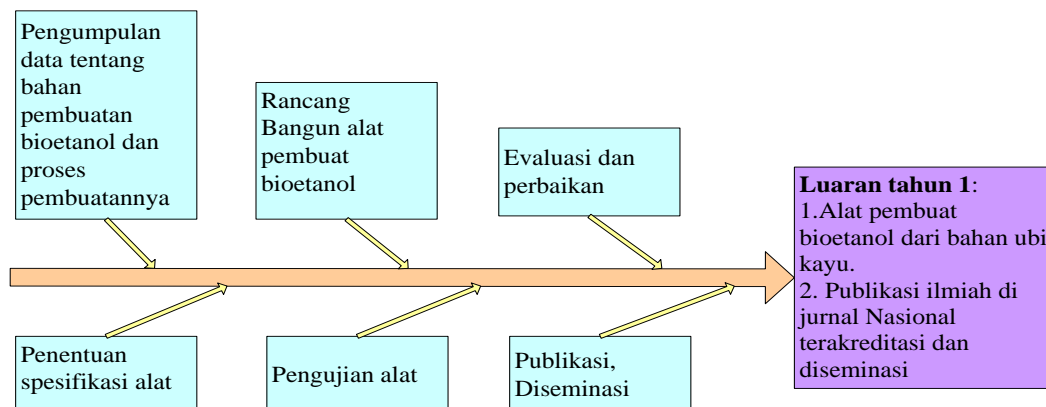 Pengumpulan
data tentang
bahan
pembuatan
bioetanol dan
proses
pembuatannya
Rancang
Bangun alat
pembuat
bioetanol
Evaluasi dan
perbaikan
Luaran tahun 1:
1.Alat pembuat
bioetanol dari bahan ubi
kayu.
2. Publikasi ilmiah di
jurnal Nasional
terakreditasi dan
diseminasi
Penentuan
spesifikasi alat
Pengujian alat
Publikasi,
Diseminasi